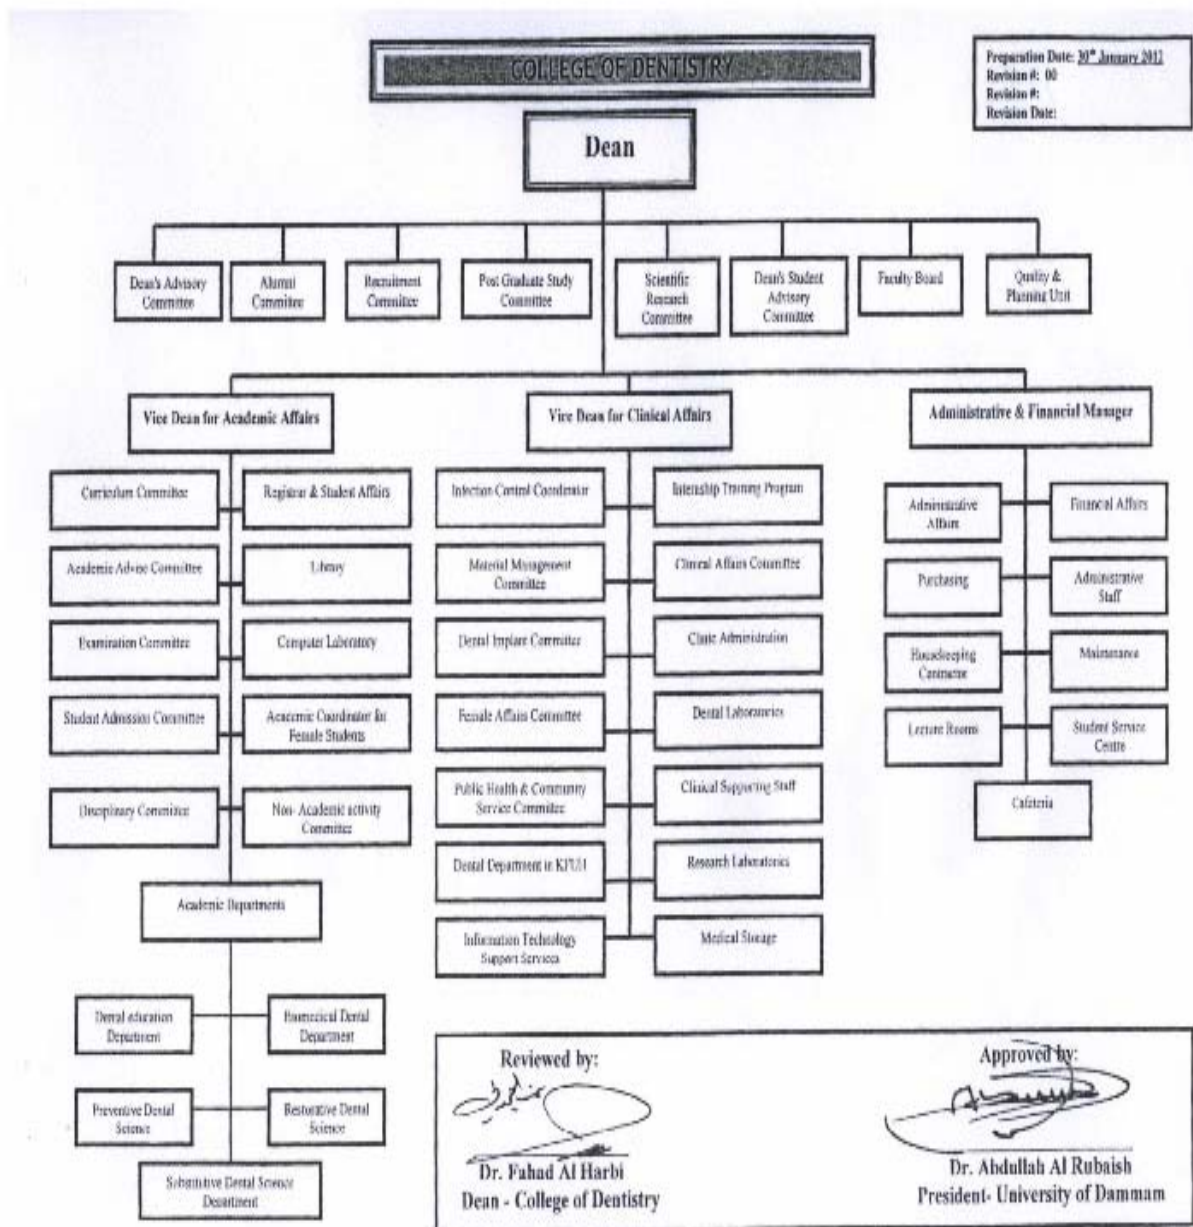 COLLEGE OF DENTISTRY
Preparation Date: 30th January 2012
Revision #: 00
Revision #:
Revision Date:
Dean
Dean's Advisory
Committee
Alumni
Committee
Recruitment
Committee
Post Graduate Study
Committee
Scientific
Research
Committee
Dean's Student
Advisory
Committee
Faculty Board
Quality &
Planning Unit
Vice Dean for Academic Affairs
Vice Dean for Clinical Affairs
Administrative & Financial Manager
Curriculum Committee
Registrar & Student Affairs
Academic Advise Committee
Library
Examination Committee
Computer Laboratory
Student Admission Committee
Academic Coordinator for
Female Students
Disciplinary Committee
Non- Academic activity
Committee
Academic Departments
Dental education
Department
Biomedical Dental
Department
Preventive Dental
Science
Restorative Dental
Science
Substitutive Dental Science
Department
Infection Control Coordinator
Internship Training Program
Material Management
Committee
Clinical Affairs Committee
Dental Implant Committee
Clinic Administration
Female Affairs Committee
Dental Laboratories
Public Health & Community
Service Committee
Clinical Supporting Staff
Dental Department in
Research Laboratories
Information Technology
Support Services
Medical Storage
Administrative
Affairs
Financial Affairs
Purchasing
Administrative
Staff
Housekeeping
Contractor
Maintenance
Lecture Rooms
Student Service
Centre
Cafeteria
Reviewed by:
Dr. Fahad Al Harbi
Dean - College of Dentistry
Approved by:
Dr. Abdullah Al Rubaish
President- University of Dammam